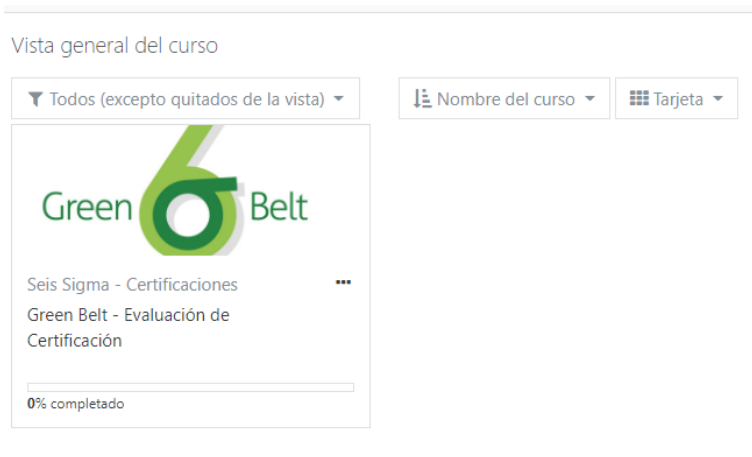 Vista general del curso
Todos (excepto quitados de la vista)
Nombre del curso
Tarjeta
Green 6 Belt
Seis Sigma - Certificaciones
Green Belt - Evaluación de
Certificación
0% completado